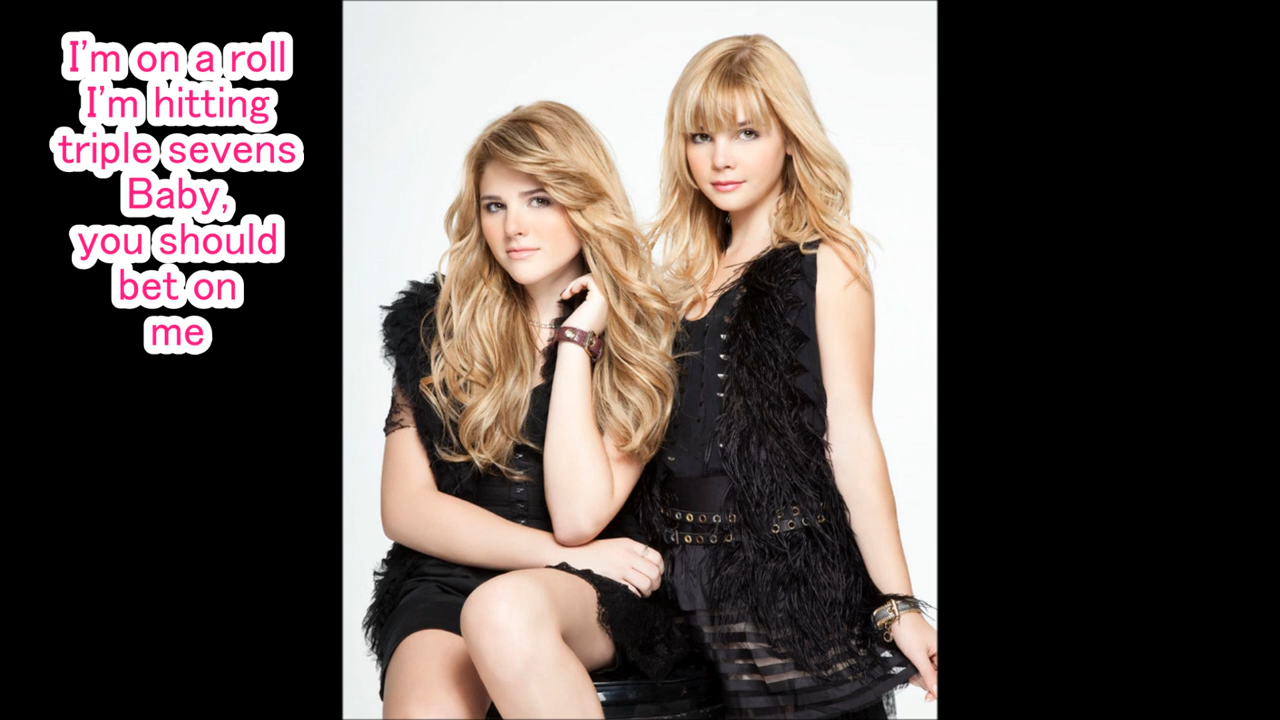 I'm on a roll
I'm hitting
triple sevens
Baby,
you should
bet on
me